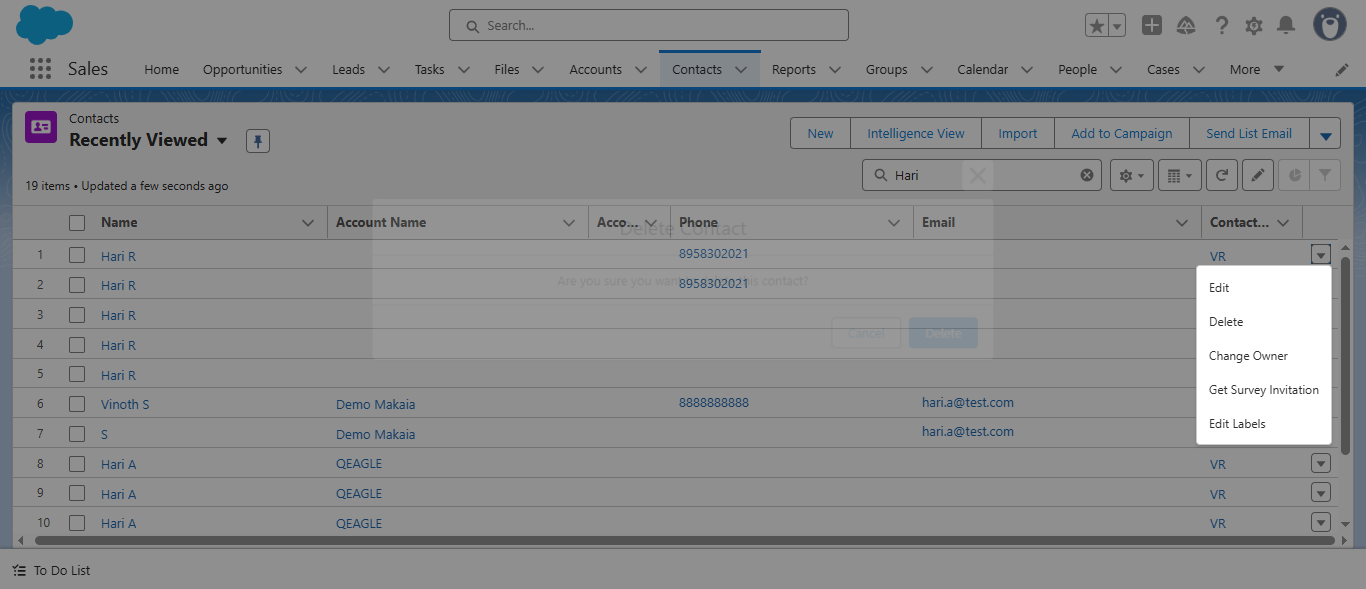 Search...
Sales Home Opportunities Leads Tasks Files Accounts Contacts Reports Groups Calendar People Cases More
Contacts
Recently Viewed
New Intelligence View Import Add to Campaign Send List Email
19 items • Updated a few seconds ago
Hari
Name Account Name Acco... Phone Email Contact...
Delete Contact
1 Hari R 8958302021 VR
Are you sure you want to delete this contact?
2 Hari R 8958302021
3 Hari R
Cancel Delete
4 Hari R
5 Hari R
6 Vinoth S Demo Makaia 8888888888 hari.a@test.com
7 S Demo Makaia hari.a@test.com
8 Hari A QEAGLE VR
9 Hari A QEAGLE VR
10 Hari A QEAGLE VR
Edit
Delete
Change Owner
Get Survey Invitation
Edit Labels
To Do List